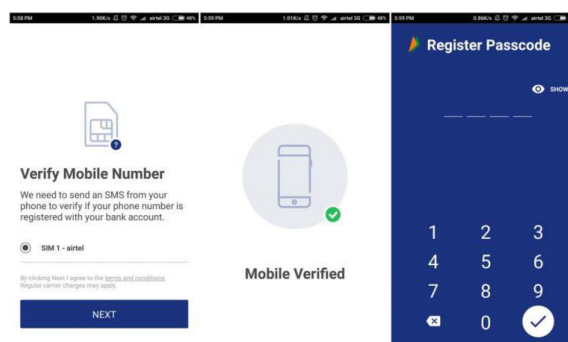 5:58 PM 1.90K/s airtel 3G 46%
Verify Mobile Number
We need to send an SMS from your
phone to verify if your phone number is
registered with your bank account.
SIM 1 - airtel
By clicking Next I agree to the terms and conditions.
Regular carrier charges may apply.
NEXT
5:59 PM 1.01K/s airtel 3G 46%
Mobile Verified
5:59 PM 0.86K/s airtel 3G
Register Passcode
SHOW
1 2 3
4 5 6
7 8 9
0